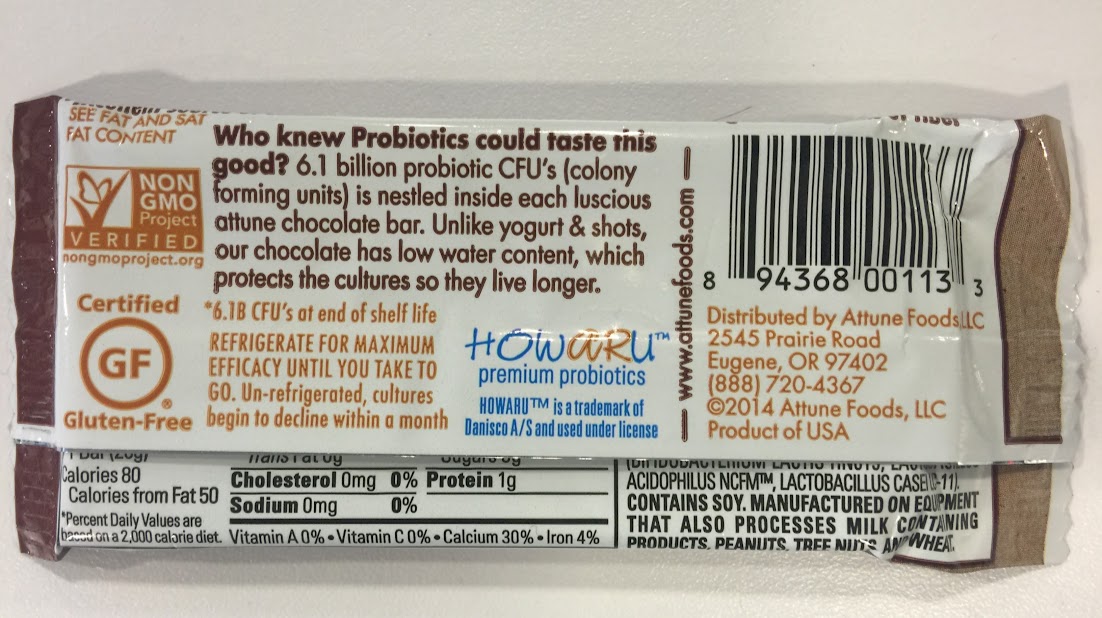 SEE FAT AND SAT
FAT CONTENT
NON
GMO
Project
VERIFIED
nongmoproject.org
Certified
GF
®
Gluten-Free
Who knew Probiotics could taste this
good? 6.1 billion probiotic CFU's (colony
forming units) is nestled inside each luscious
attune chocolate bar. Unlike yogurt & shots,
our chocolate has low water content, which
protects the cultures so they live longer.
*6.1B CFU's at end of shelf life
REFRIGERATE FOR MAXIMUM
EFFICACY UNTIL YOU TAKE TO
GO. Un-refrigerated, cultures
begin to decline within a month
HOWARU™
premium probiotics
HOWARU™ is a trademark of
Danisco A/S and used under license
www.attunefoods.com
8 94368 00113 3
Distributed by Attune Foods, LLC
2545 Prairie Road
Eugene, OR 97402
(888) 720-4367
©2014 Attune Foods, LLC
Product of USA
Calories 80
Calories from Fat 50
*Percent Daily Values are
based on a 2,000 calorie diet.
Cholesterol 0mg 0% Protein 1g
Sodium 0mg 0%
Vitamin A 0% • Vitamin C 0% • Calcium 30% • Iron 4%
ACIDOPHILUS NCFM™, LACTOBACILLUS CASEI
CONTAINS SOY. MANUFACTURED ON EQUIPMENT
THAT ALSO PROCESSES MILK CONTAINING
PRODUCTS, PEANUTS, TREE NUTS AND WHEAT.